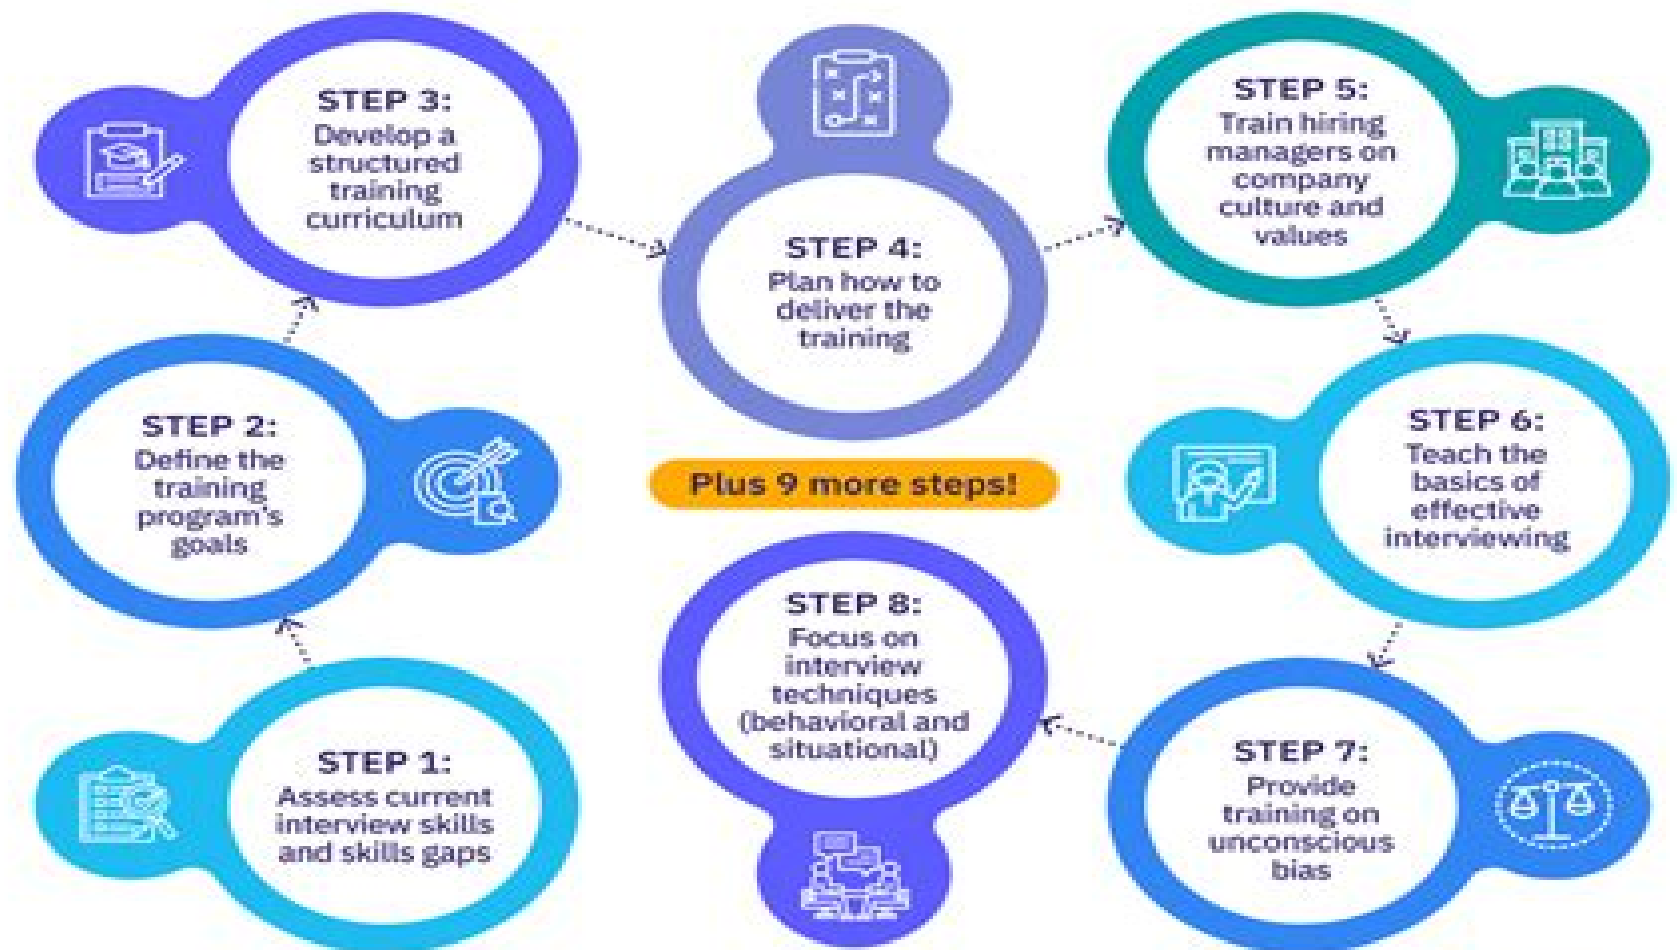 STEP 1:
Assess current
interview skills
and skills gaps
STEP 2:
Define the
training
program's
goals
STEP 3:
Develop a
structured
training
curriculum
STEP 4:
Plan how to
deliver the
training
STEP 5:
Train hiring
managers on
company
culture and
values
STEP 6:
Teach the
basics of
effective
interviewing
STEP 7:
Provide
training on
unconscious
bias
STEP 8:
Focus on
interview
techniques
(behavioral and
situational)
Plus 9 more steps!